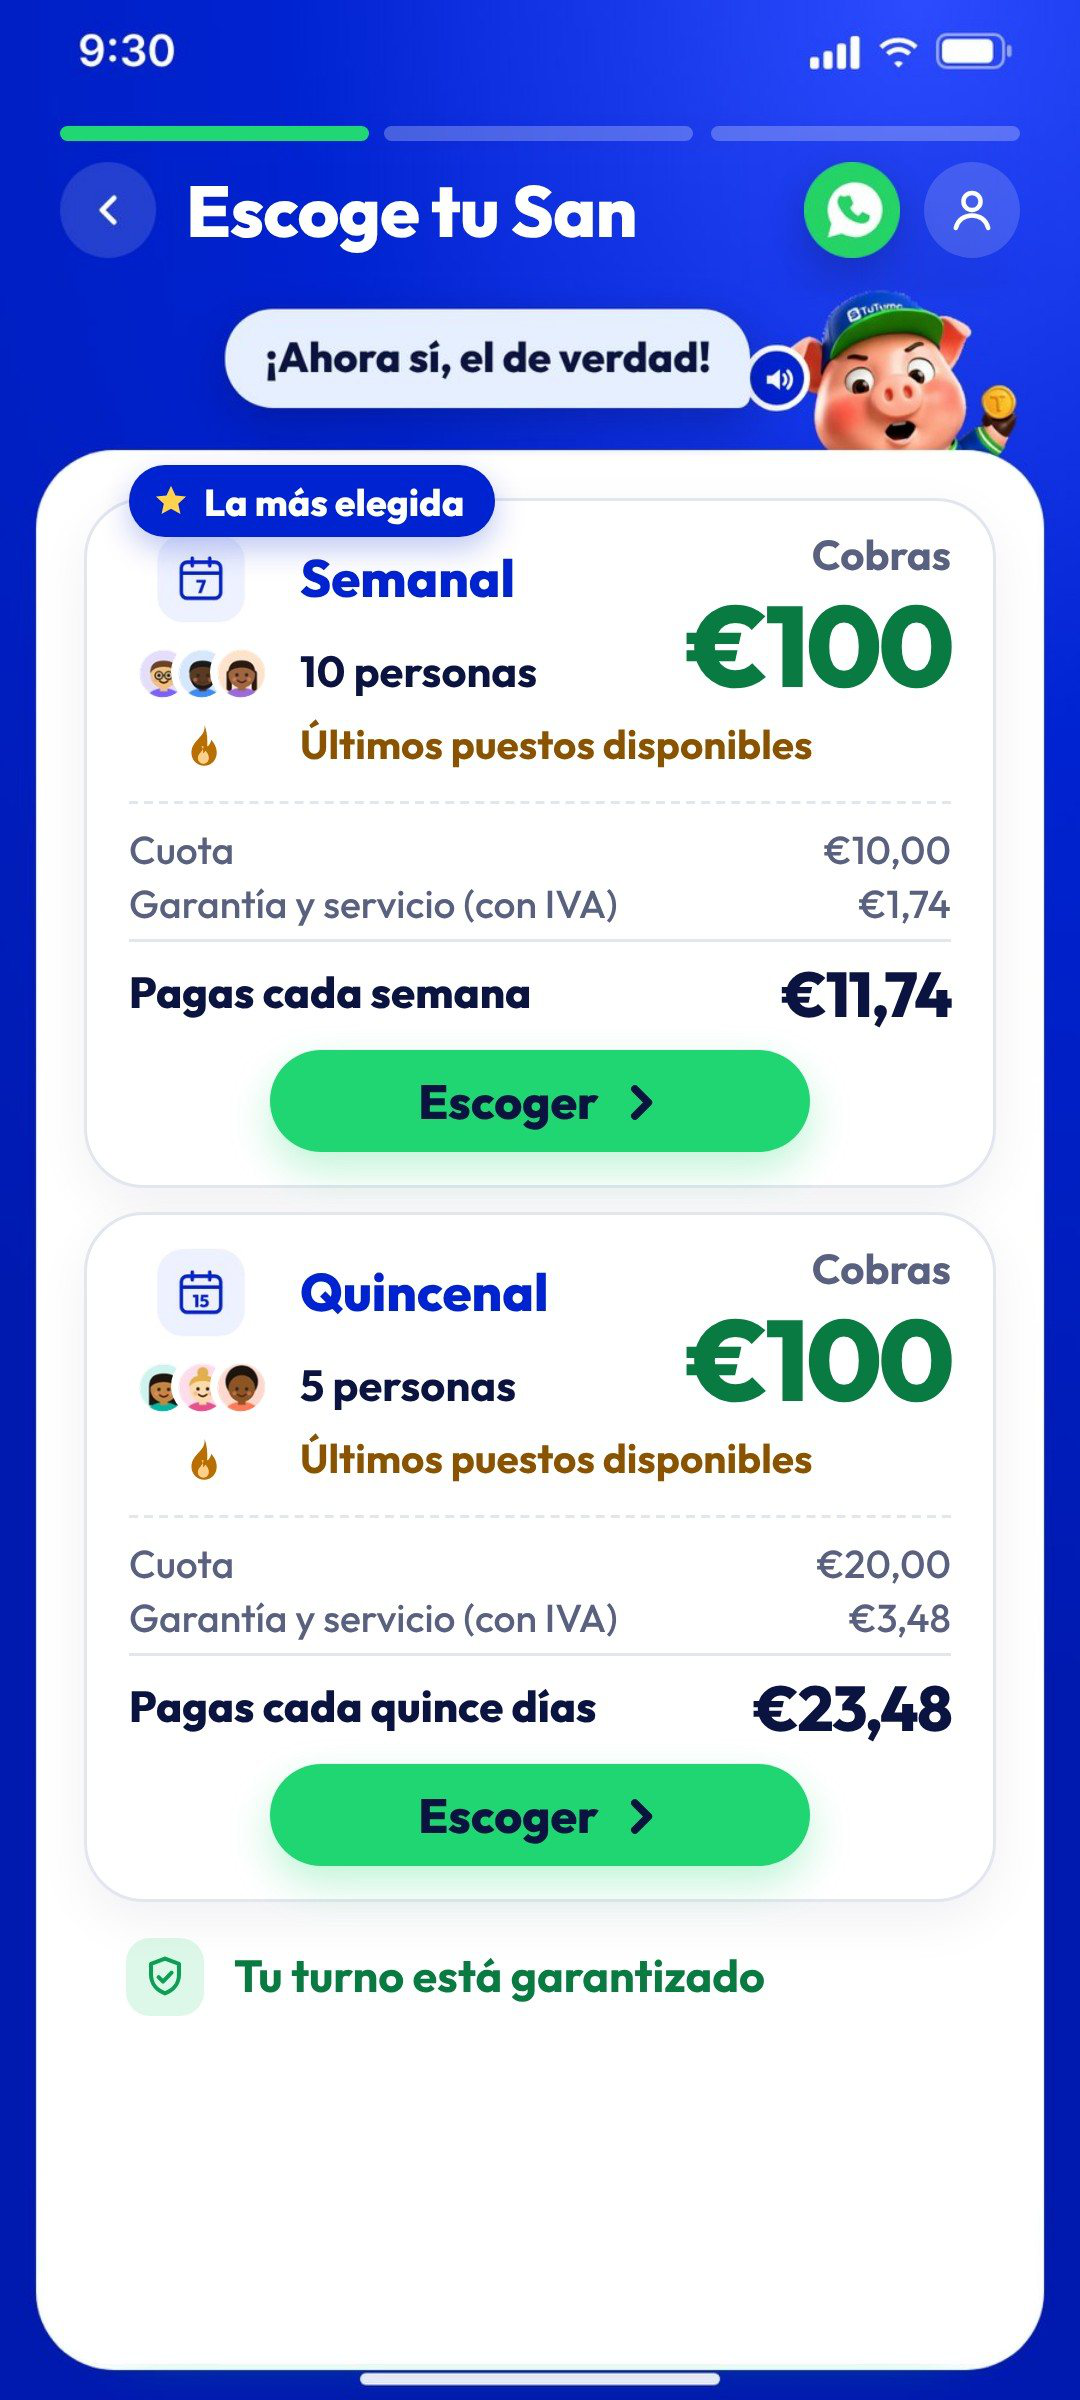 9:30
Escoge tu San
TuTurno
¡Ahora sí, el de verdad!
La más elegida
7
Semanal
Cobras
€100
10 personas
Últimos puestos disponibles
Cuota €10,00
Garantía y servicio (con IVA) €1,74
Pagas cada semana €11,74
Escoger
15
Quincenal
Cobras
€100
5 personas
Últimos puestos disponibles
Cuota €20,00
Garantía y servicio (con IVA) €3,48
Pagas cada quince días €23,48
Escoger
Tu turno está garantizado